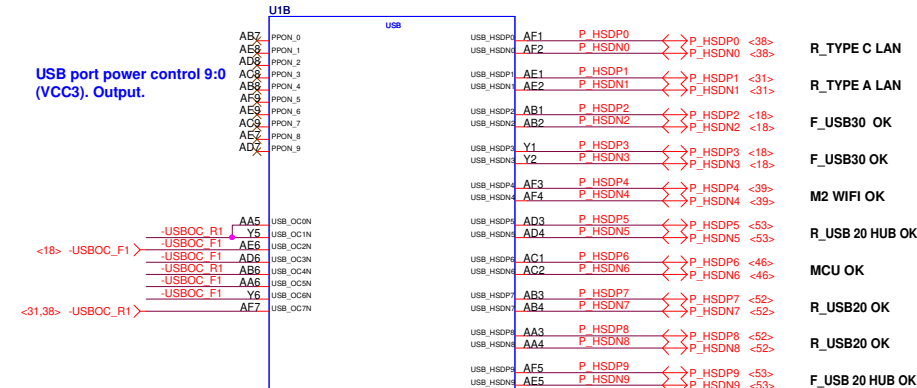 U1B
USB
AB7 PPON_0
AE8 PPON_1
AD8 PPON_2
AC8 PPON_3
AB8 PPON_4
AF9 PPON_5
AE9 PPON_6
AC9 PPON_7
AE7 PPON_8
AD7 PPON_9
USB port power control 9:0
(VCC3). Output.
USB_HSDP0 AF1 P_HSDP0 P_HSDP0 <38>
USB_HSDN0 AF2 P_HSDN0 P_HSDN0 <38>
R_TYPE C LAN
USB_HSDP1 AE1 P_HSDP1 P_HSDP1 <31>
USB_HSDN1 AE2 P_HSDN1 P_HSDN1 <31>
R_TYPE A LAN
USB_HSDP2 AB1 P_HSDP2 P_HSDP2 <18>
USB_HSDN2 AB2 P_HSDN2 P_HSDN2 <18>
F_USB30 OK
USB_HSDP3 Y1 P_HSDP3 P_HSDP3 <18>
USB_HSDN3 Y2 P_HSDN3 P_HSDN3 <18>
F_USB30 OK
USB_HSDP4 AF3 P_HSDP4 P_HSDP4 <39>
USB_HSDN4 AF4 P_HSDN4 P_HSDN4 <39>
M2 WIFI OK
AA5 USB_OC0N
-USBOC_R1 Y5 USB_OC1N
<18> -USBOC_F1 -USBOC_F1 AE6 USB_OC2N
-USBOC_F1 AD6 USB_OC3N
-USBOC_R1 AB6 USB_OC4N
-USBOC_F1 AA6 USB_OC5N
-USBOC_F1 Y6 USB_OC6N
<31,38> -USBOC_R1 AF7 USB_OC7N
USB_HSDP5 AD3 P_HSDP5 P_HSDP5 <53>
USB_HSDN5 AD4 P_HSDN5 P_HSDN5 <53>
R_USB 20 HUB OK
USB_HSDP6 AC1 P_HSDP6 P_HSDP6 <46>
USB_HSDN6 AC2 P_HSDN6 P_HSDN6 <46>
MCU OK
USB_HSDP7 AB3 P_HSDP7 P_HSDP7 <52>
USB_HSDN7 AB4 P_HSDN7 P_HSDN7 <52>
R_USB20 OK
USB_HSDP8 AA3 P_HSDP8 P_HSDP8 <52>
USB_HSDN8 AA4 P_HSDN8 P_HSDN8 <52>
R_USB20 OK
USB_HSDP9 AF5 P_HSDP9 P_HSDP9 <53>
USB_HSDN9 AE5 P_HSDN9 P_HSDN9 <53>
F_USB 20 HUB OK